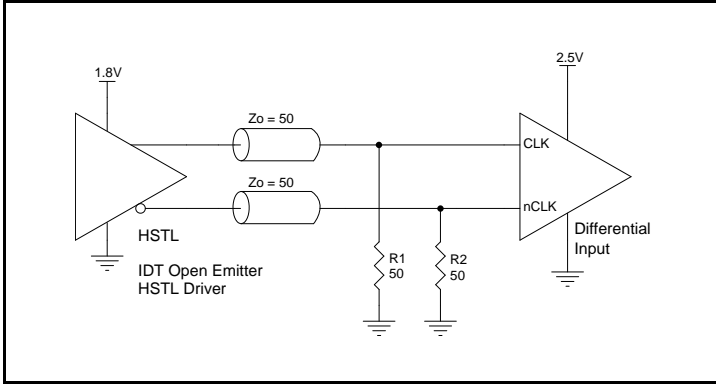 1.8V
2.5V
Zo = 50
Zo = 50
CLK
nCLK
HSTL
IDT Open Emitter
HSTL Driver
R1
50
R2
50
Differential
Input